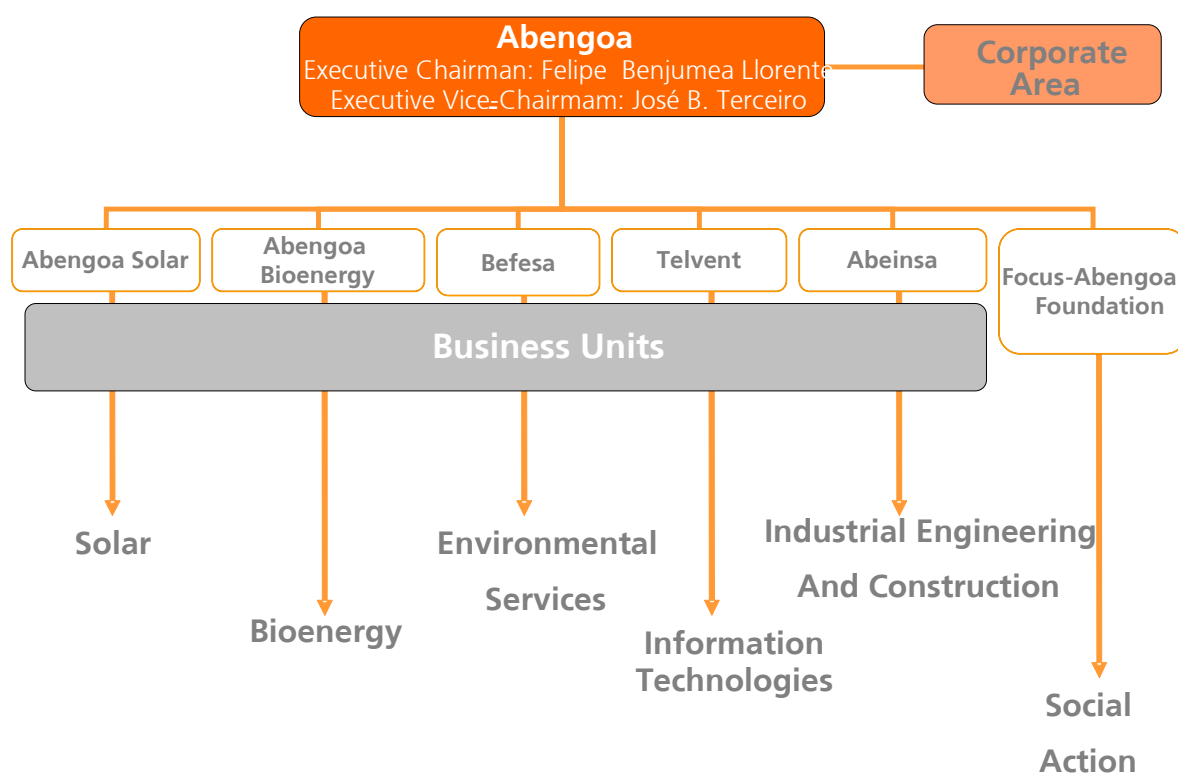 Abengoa
Executive Chairman: Felipe Benjumea Llorente
Executive Vice-Chairmam: José B. Terceiro
Corporate
Area
Abengoa Solar
Abengoa
Bioenergy
Befesa
Telvent
Abeinsa
Focus-Abengoa
Foundation
Business Units
Solar
Bioenergy
Environmental
Services
Information
Technologies
Industrial Engineering
And Construction
Social
Action